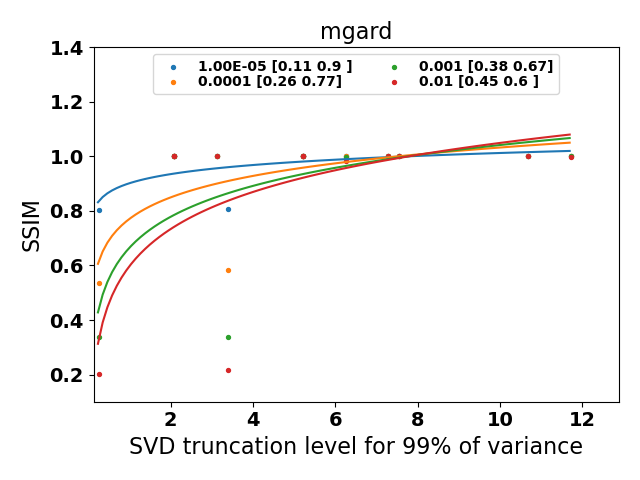 mgard
1.00E-05 [0.11 0.9 ]
0.0001 [0.26 0.77]
0.001 [0.38 0.67]
0.01 [0.45 0.6 ]
SSIM
1.4
1.2
1.0
0.8
0.6
0.4
0.2
2 4 6 8 10 12
SVD truncation level for 99% of variance